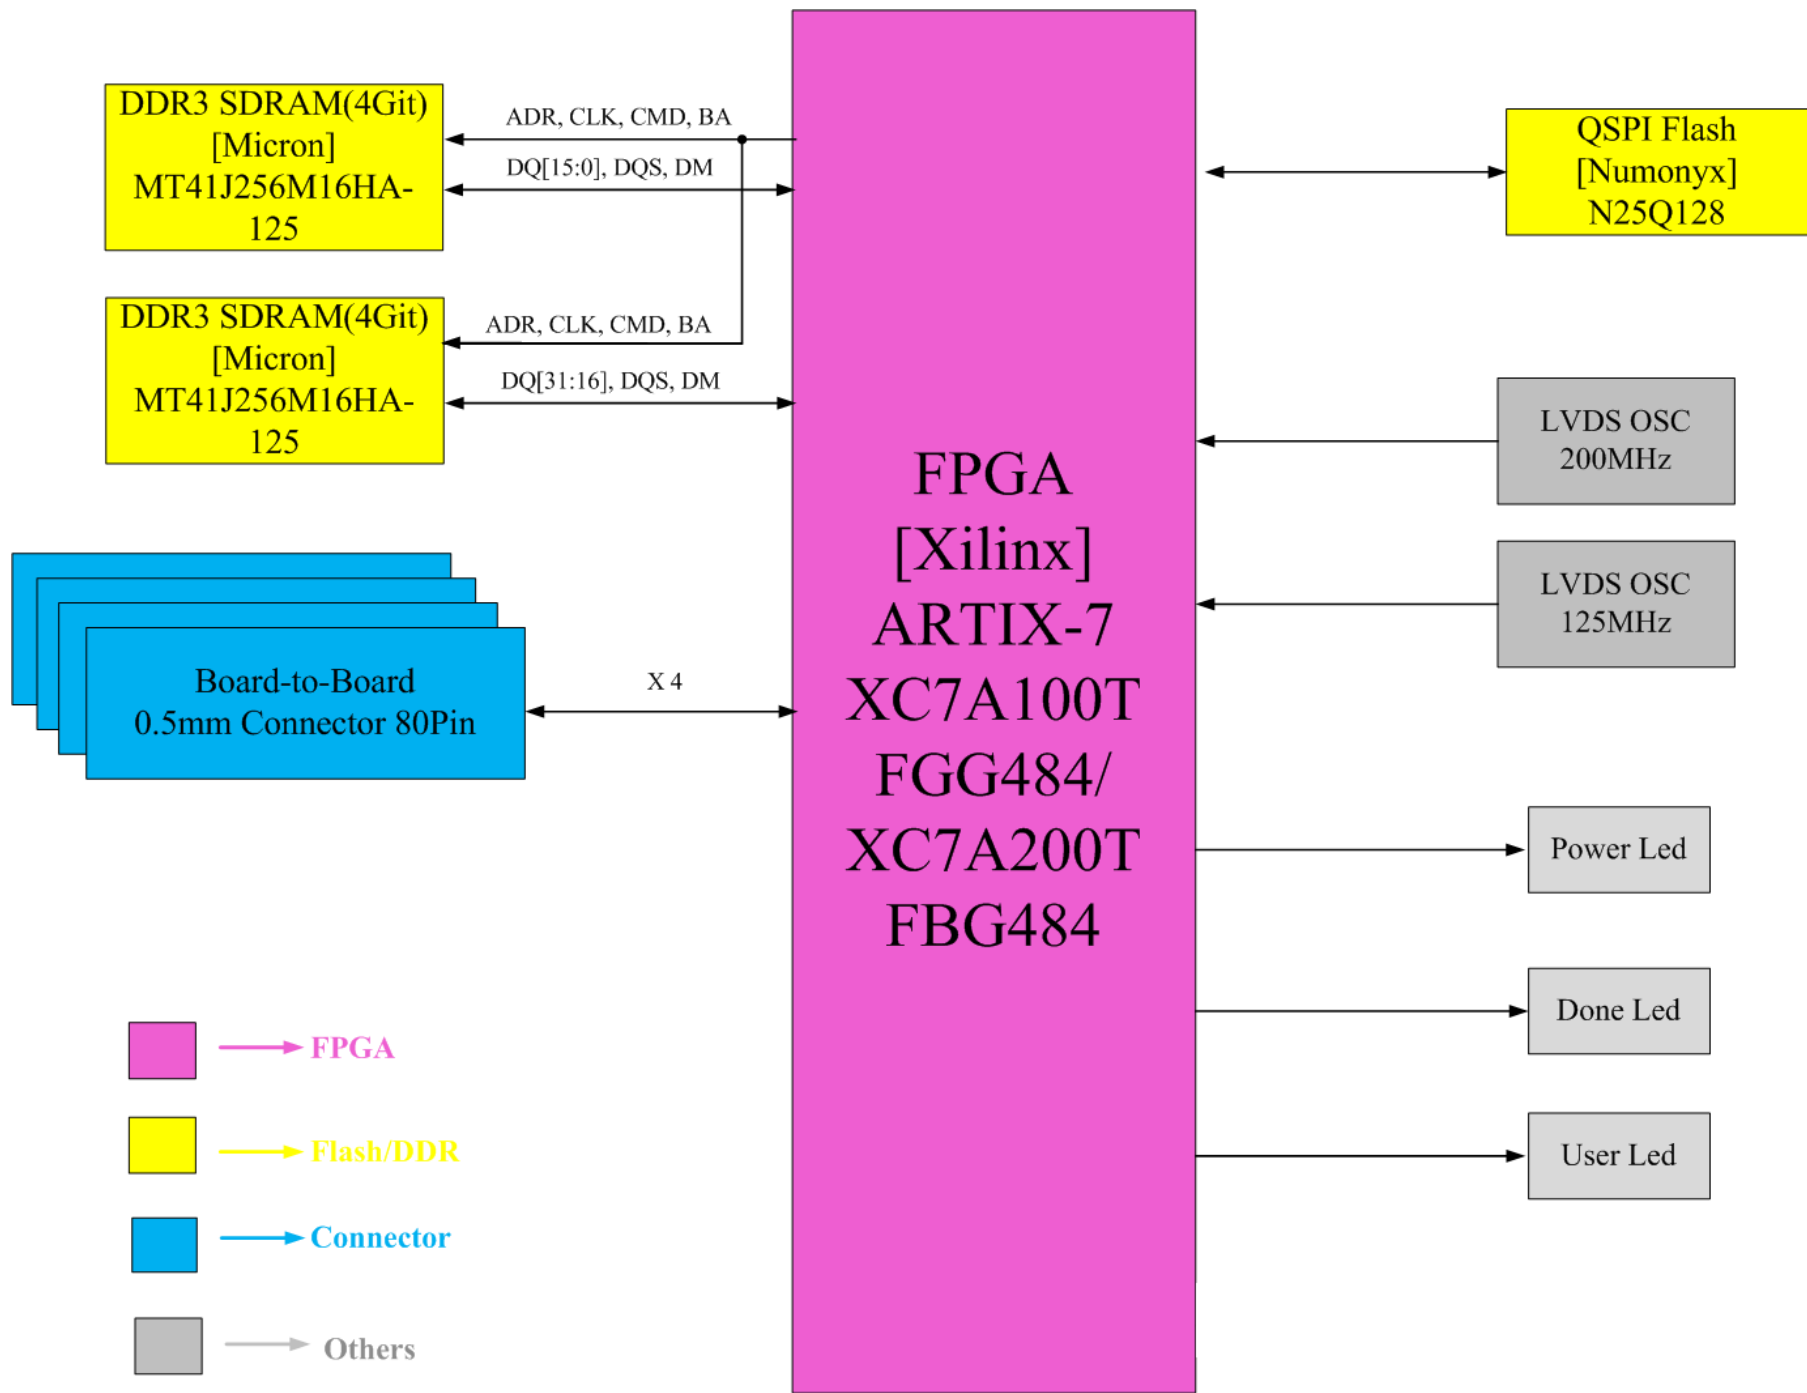 DDR3 SDRAM(4Git)
[Micron]
MT41J256M16HA-
125
ADR, CLK, CMD, BA
DQ[15:0], DQS, DM
DDR3 SDRAM(4Git)
[Micron]
MT41J256M16HA-
125
ADR, CLK, CMD, BA
DQ[31:16], DQS, DM
Board-to-Board
0.5mm Connector 80Pin
X 4
FPGA
[Xilinx]
ARTIX-7
XC7A100T
FGG484/
XC7A200T
FBG484
QSPI Flash
[Numonyx]
N25Q128
LVDS OSC
200MHz
LVDS OSC
125MHz
Power Led
Done Led
User Led
FPGA
Flash/DDR
Connector
Others